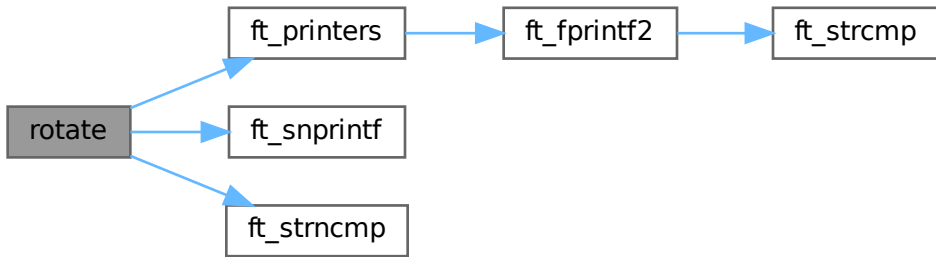 rotate
ft_printers
ft_fprintf2
ft_strcmp
ft_snprintf
ft_strncmp